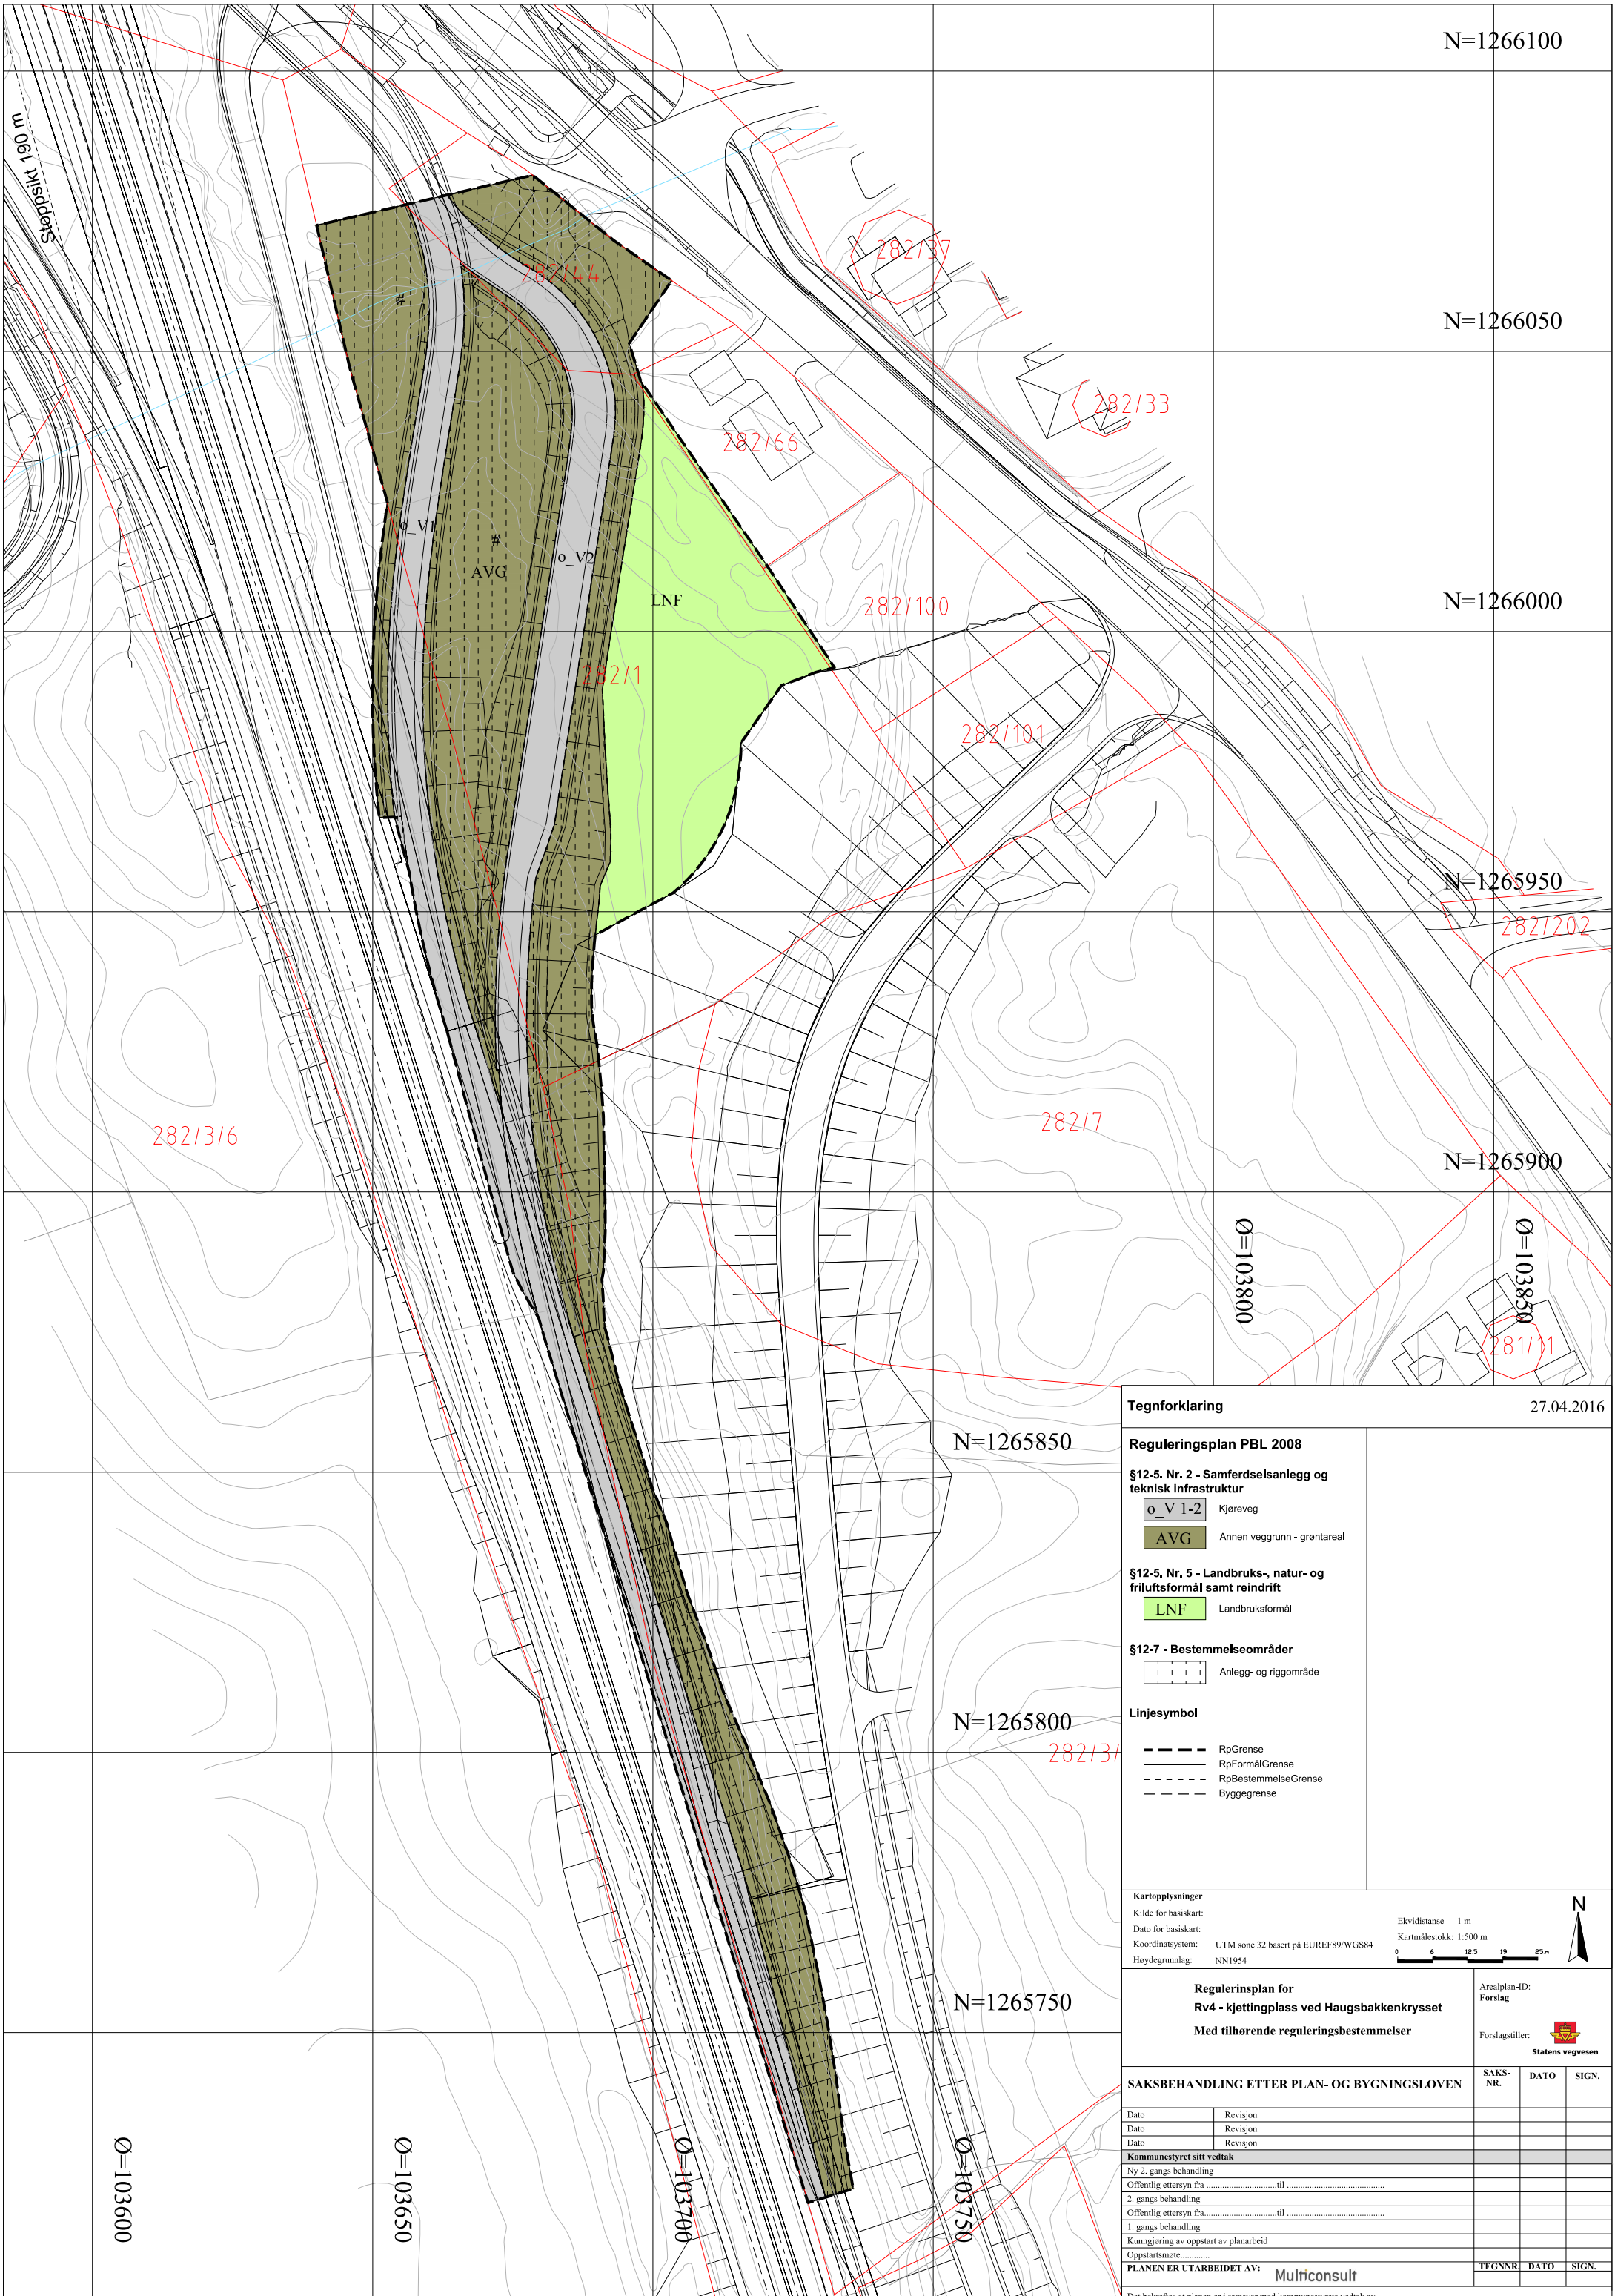 N=1266100
Stoppsikt 190 m
282/37
282/44
#
N=1266050
282/33
282/66
o_V1
#
AVG
o_V2
LNF
282/100
N=1266000
282/1
282/101
N=1265950
282/202
282/3/6
282/7
N=1265900
Ø=103800
Ø=103850
281/11
N=1265850
N=1265800
282/3/
N=1265750
Ø=103600
Ø=103650
Ø=103700
Ø=103750
Tegnforklaring
27.04.2016
Reguleringsplan PBL 2008
§12-5. Nr. 2 - Samferdselsanlegg og
teknisk infrastruktur
o_V 1-2 Kjøreveg
AVG Annen veggrunn - grøntareal
§12-5. Nr. 5 - Landbruks-, natur- og
friluftsformål samt reindrift
LNF Landbruksformål
§12-7 - Bestemmelseområder
Anlegg- og riggområde
Linjesymbol
RpGrense
RpFormålGrense
RpBestemmelseGrense
Byggegrense
Kartopplysninger
Kilde for basiskart:
Dato for basiskart:
Koordinatsystem: UTM sone 32 basert på EUREF89/WGS84
Høydegrunnlag: NN1954
Ekvidistanse 1 m
Kartmålestokk: 1:500 m
0 6 12.5 19 25m
N
Regulerinsplan for
Rv4 - kjettingplass ved Haugsbakkenkrysset
Med tilhørende reguleringsbestemmelser
Arealplan-ID:
Forslag
Forslagstiller:
Statens vegvesen
SAKSBEHANDLING ETTER PLAN- OG BYGNINGSLOVEN
SAKS-
NR. DATO SIGN.
Dato Revisjon
Dato Revisjon
Dato Revisjon
Kommunestyret sitt vedtak
Ny 2. gangs behandling
Offentlig ettersyn fra ..............................til ........................................
2. gangs behandling
Offentlig ettersyn fra..............................til ........................................
1. gangs behandling
Kunngjøring av oppstart av planarbeid
Oppstartsmøte............
PLANEN ER UTARBEIDET AV: Multiconsult
TEGNNR. DATO SIGN.